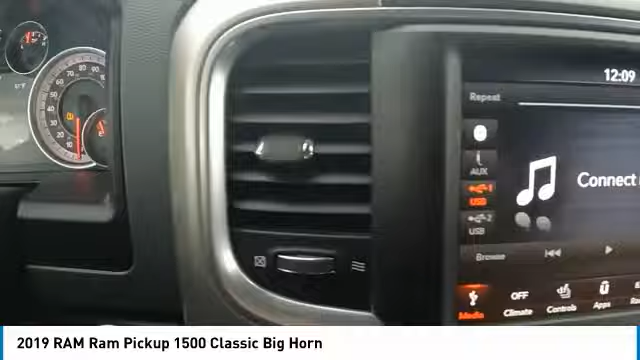 12:09
Repeat
AUX
Connect
USB
USB
Browse
OFF
Media
Climate
Controls
Apps
2019 RAM Ram Pickup 1500 Classic Big Horn